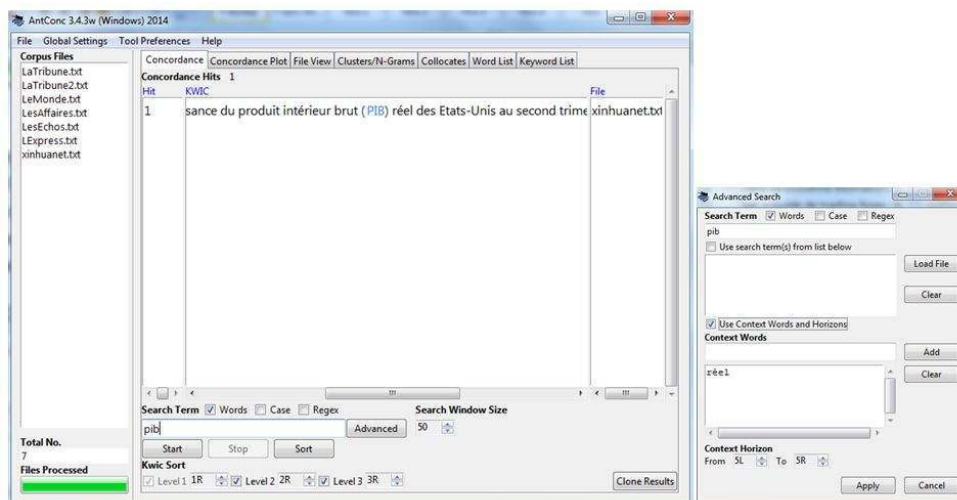 AntConc 3.4.3w (Windows) 2014
File Global Settings Tool Preferences Help
Corpus Files
LaTribune.txt
LaTribune2.txt
LeMonde.txt
LesAffaires.txt
LesEchos.txt
LExpress.txt
xinhuanet.txt
Total No.
7
Files Processed
Concordance Concordance Plot File View Clusters/N-Grams Collocates Word List Keyword List
Concordance Hits 1
Hit KWIC File
1 sance du produit intérieur brut (PIB) réel des Etats-Unis au second trime xinhuanet.txt
Search Term Words Case Regex Search Window Size
pib Advanced 50
Start Stop Sort
Kwic Sort
Level 1 1R Level 2 2R Level 3 3R Clone Results
Advanced Search
Search Term Words Case Regex
pib
Use search term(s) from list below
Load File
Clear
Use Context Words and Horizons
Context Words
Add
réel Clear
Context Horizon
From 5L To 5R
Apply Cancel